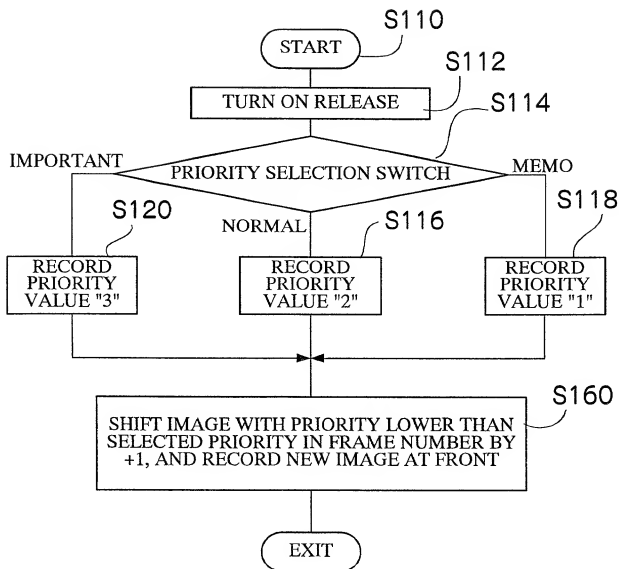 S110
START
S112
TURN ON RELEASE
S114
IMPORTANT
PRIORITY SELECTION SWITCH
MEMO
NORMAL
S120
S116
S118
RECORD
PRIORITY
VALUE "3"
RECORD
PRIORITY
VALUE "2"
RECORD
PRIORITY
VALUE "1"
S160
SHIFT IMAGE WITH PRIORITY LOWER THAN
SELECTED PRIORITY IN FRAME NUMBER BY
+1, AND RECORD NEW IMAGE AT FRONT
EXIT